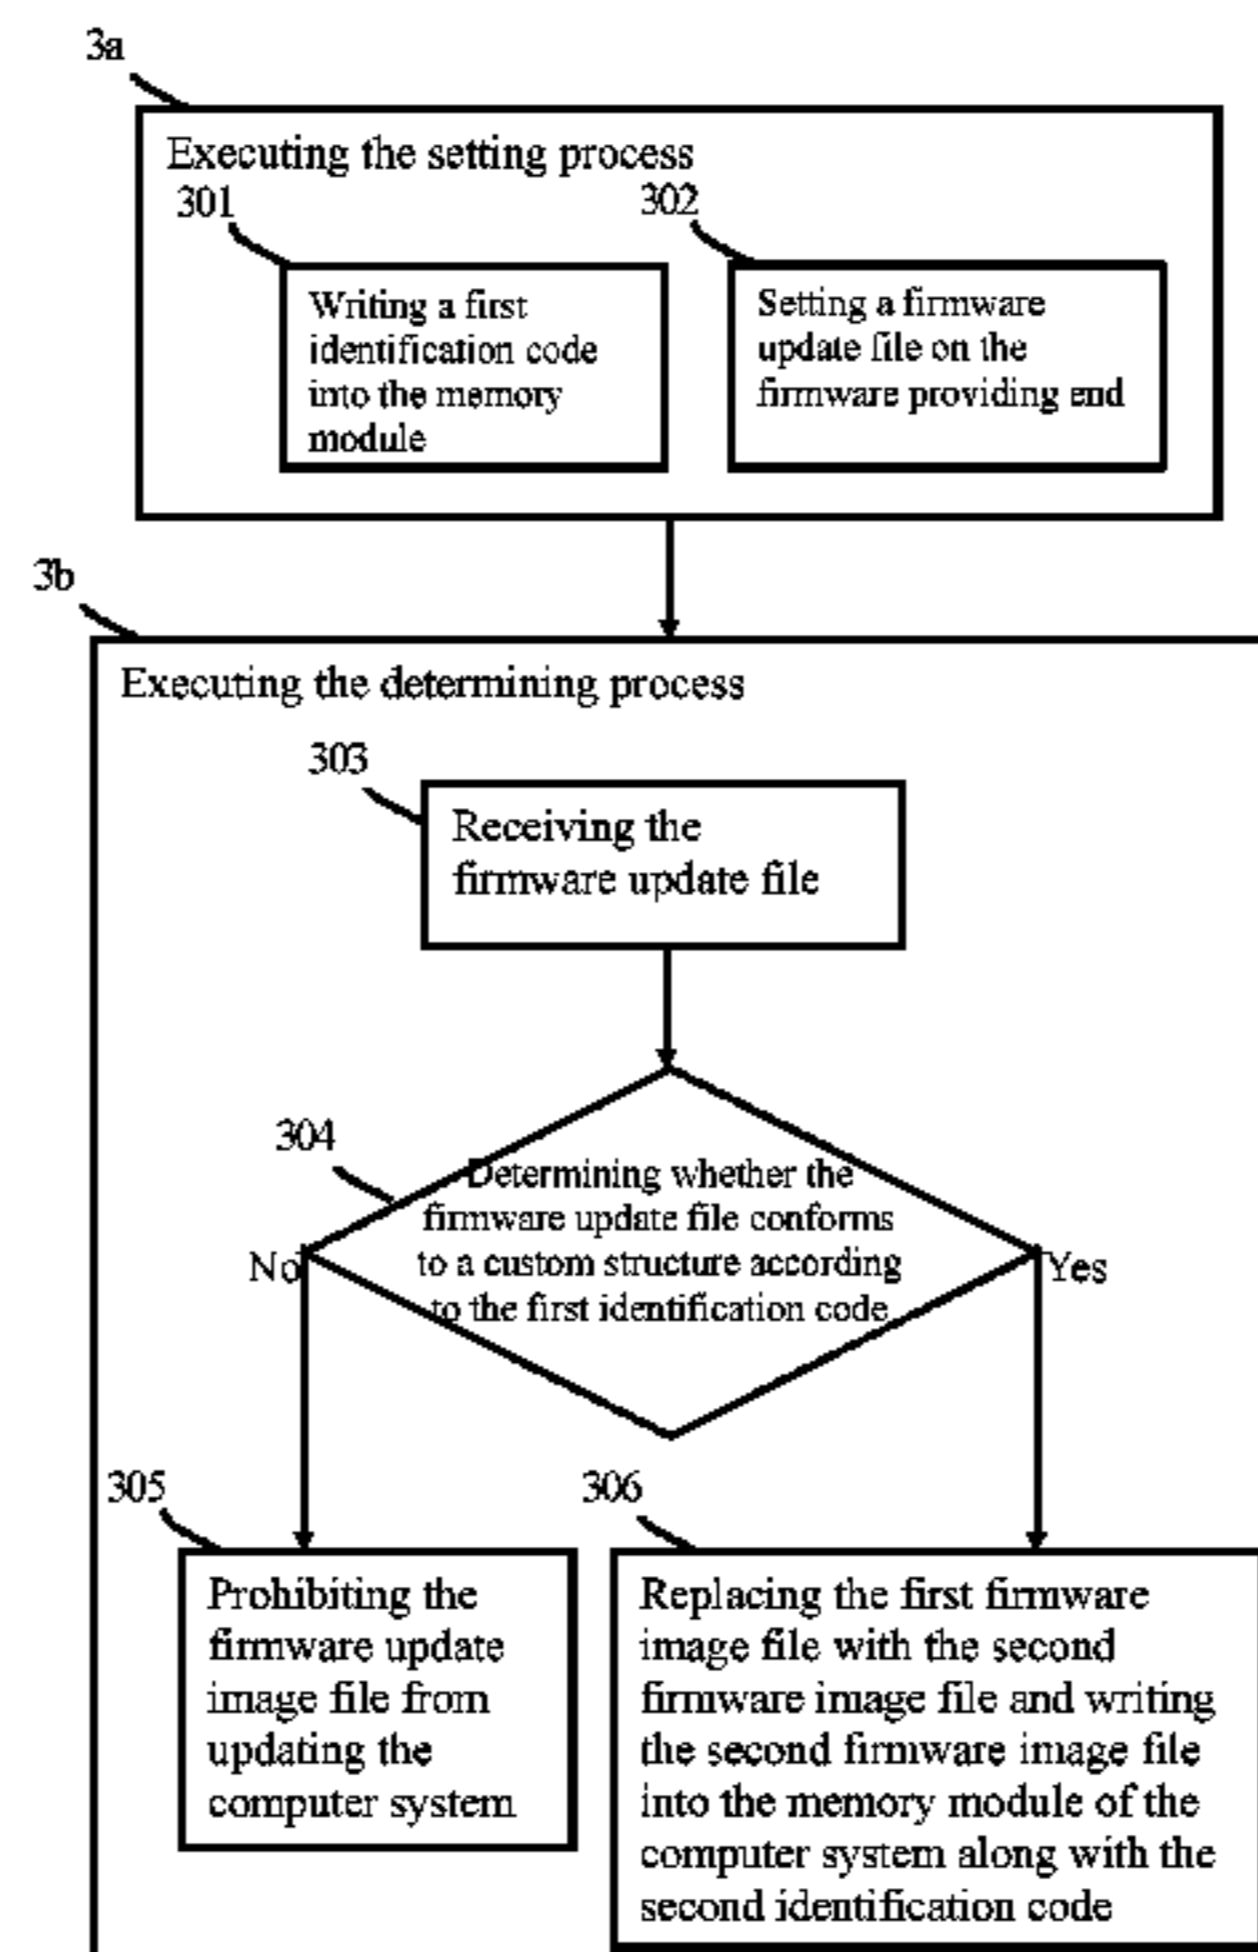 3a
Executing the setting process
301
302
Writing a first
identification code
into the memory
module
Setting a firmware
update file on the
firmware providing end
3b
Executing the determining process
303
Receiving the
firmware update file
304
Determining whether the
firmware update file conforms
to a custom structure according
to the first identification code
No
Yes
305
306
Prohibiting the
firmware update
image file from
updating the
computer system
Replacing the first firmware
image file with the second
firmware image file and writing
the second firmware image file
into the memory module of the
computer system along with the
second identification code